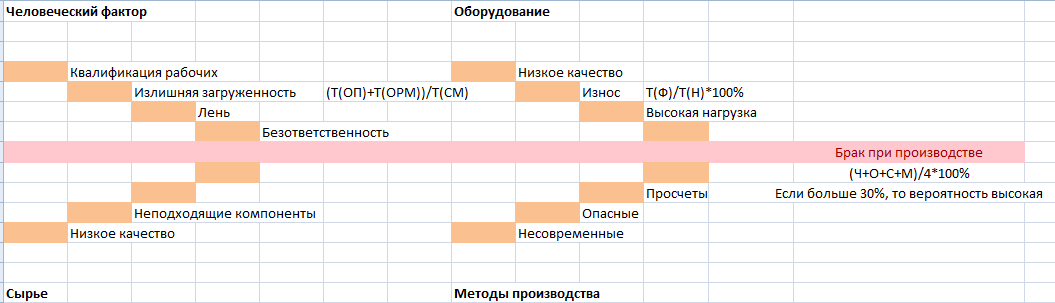 Человеческий фактор Оборудование
Квалификация рабочих Низкое качество
Излишняя загруженность (Т(ОП)+Т(ОРМ))/Т(СМ) Износ Т(Ф)/Т(Н)*100%
Лень Высокая нагрузка
Безответственность
Брак при производстве
(Ч+О+С+М)/4*100%
Просчеты Если больше 30%, то вероятность высокая
Неподходящие компоненты Опасные
Низкое качество Несовременные
Сырье Методы производства